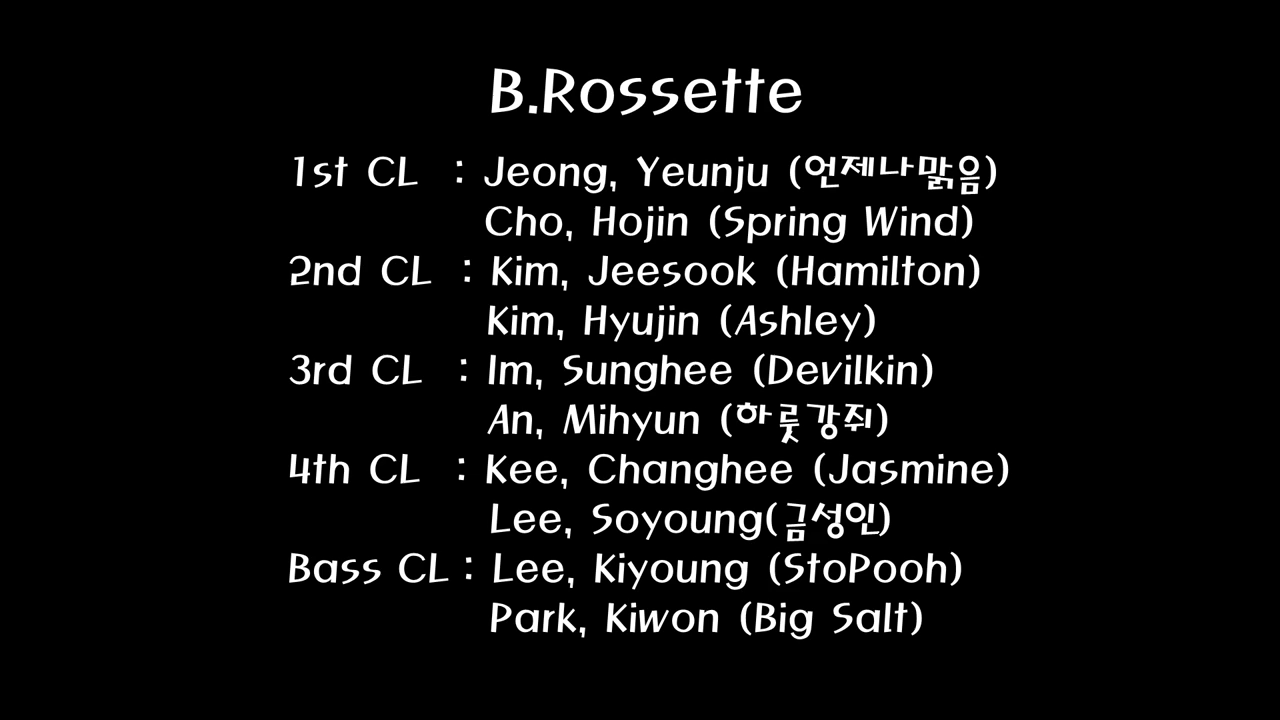 B.Rossette
1st CL : Jeong, Yeunju (언제나맑음)
Cho, Hojin (Spring Wind)
2nd CL : Kim, Jeesook (Hamilton)
Kim, Hyujin (Ashley)
3rd CL : Im, Sunghee (Devilkin)
An, Mihyun (하룻강쥐)
4th CL : Kee, Changhee (Jasmine)
Lee, Soyoung(금성인)
Bass CL : Lee, Kiyoung (StoPooh)
Park, Kiwon (Big Salt)